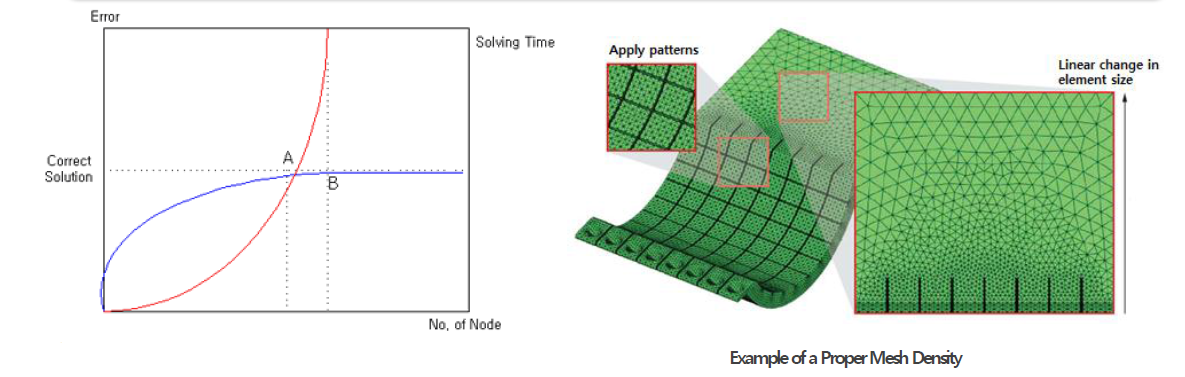 Error
Solving Time
Correct
Solution
A
B
No, of Node
Apply patterns
Linear change in
element size
Example of a Proper Mesh Density